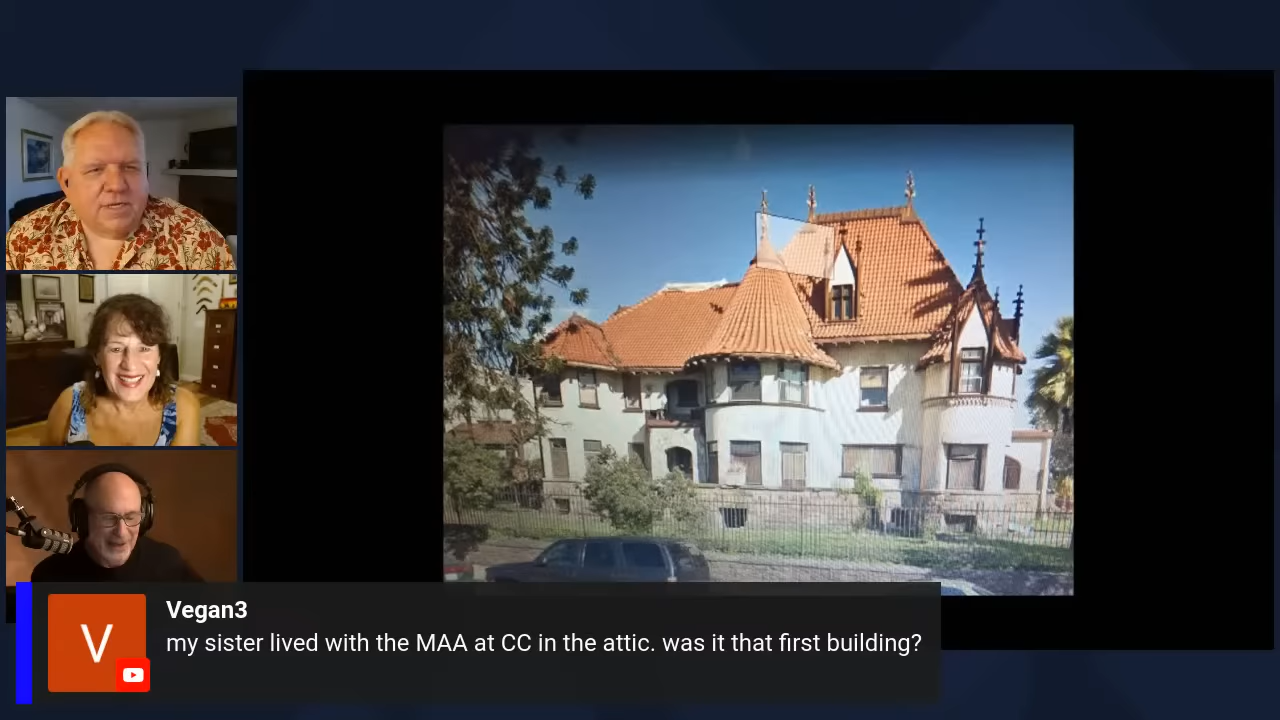 Vegan3
my sister lived with the MAA at CC in the attic. was it that first building?
V